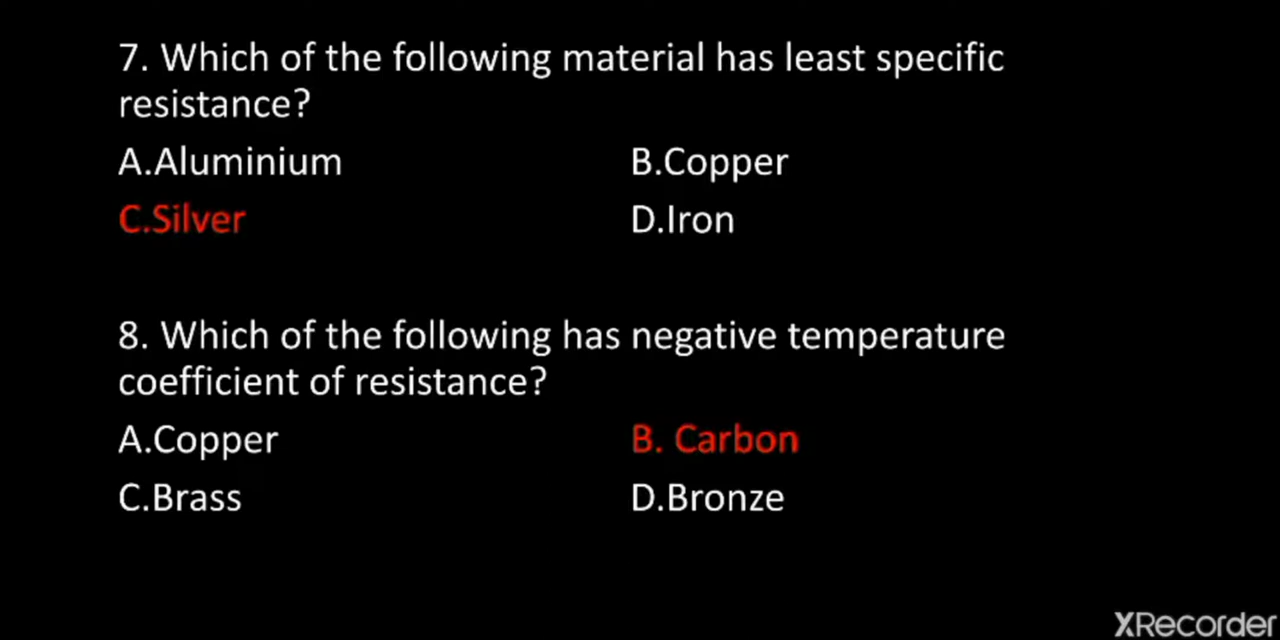 7. Which of the following material has least specific
resistance?
A.Aluminium B.Copper
C.Silver D.Iron
8. Which of the following has negative temperature
coefficient of resistance?
A.Copper B. Carbon
C.Brass D.Bronze
XRecorder